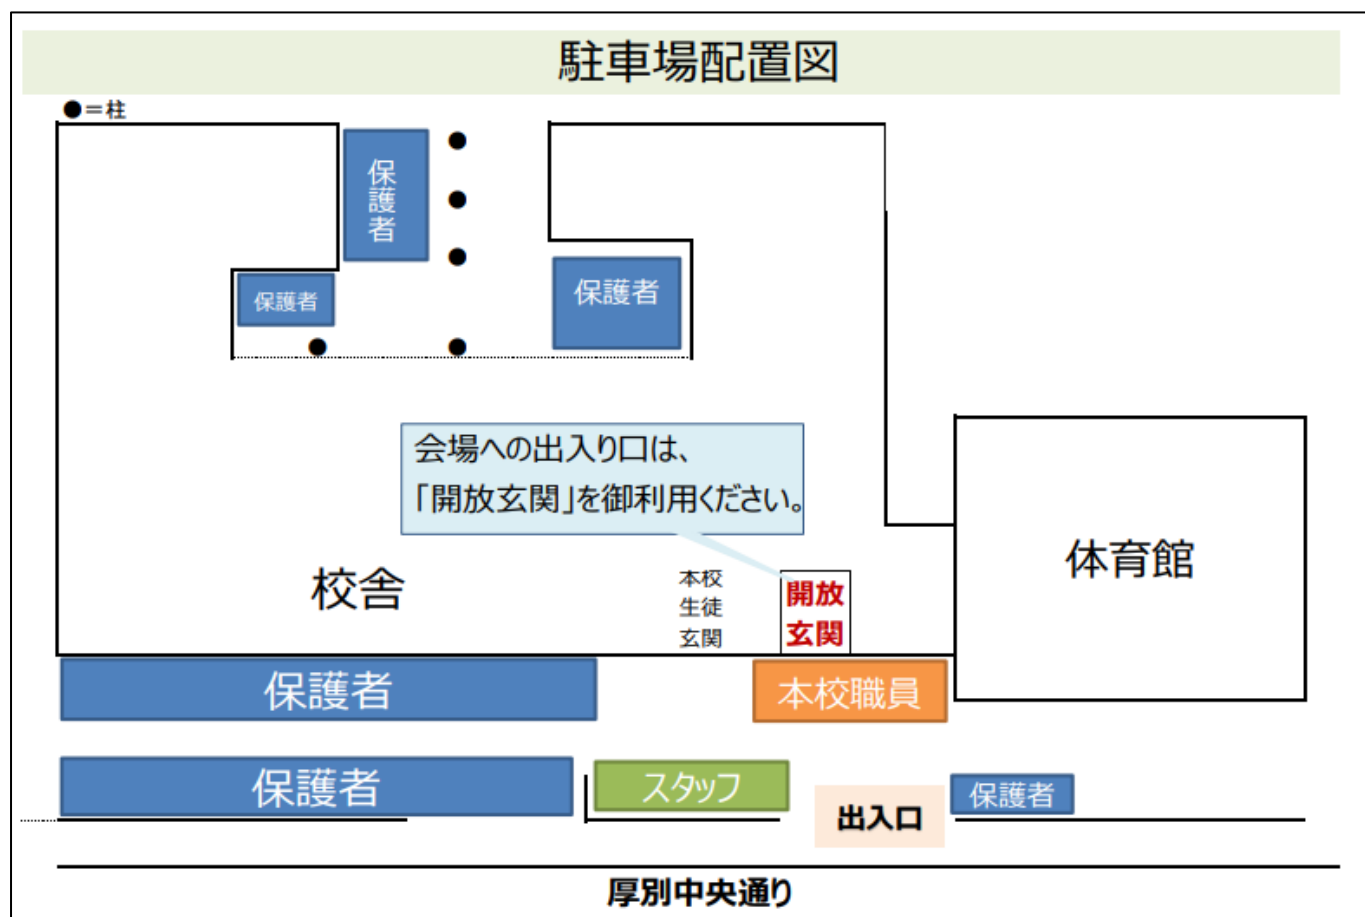 駐車場配置図
●＝柱
保護者
保護者
保護者
会場への出入り口は、
「開放玄関」を御利用ください。
校舎
本校
生徒
玄関
開放
玄関
体育館
保護者
本校職員
保護者
スタッフ
出入口
保護者
厚別中央通り